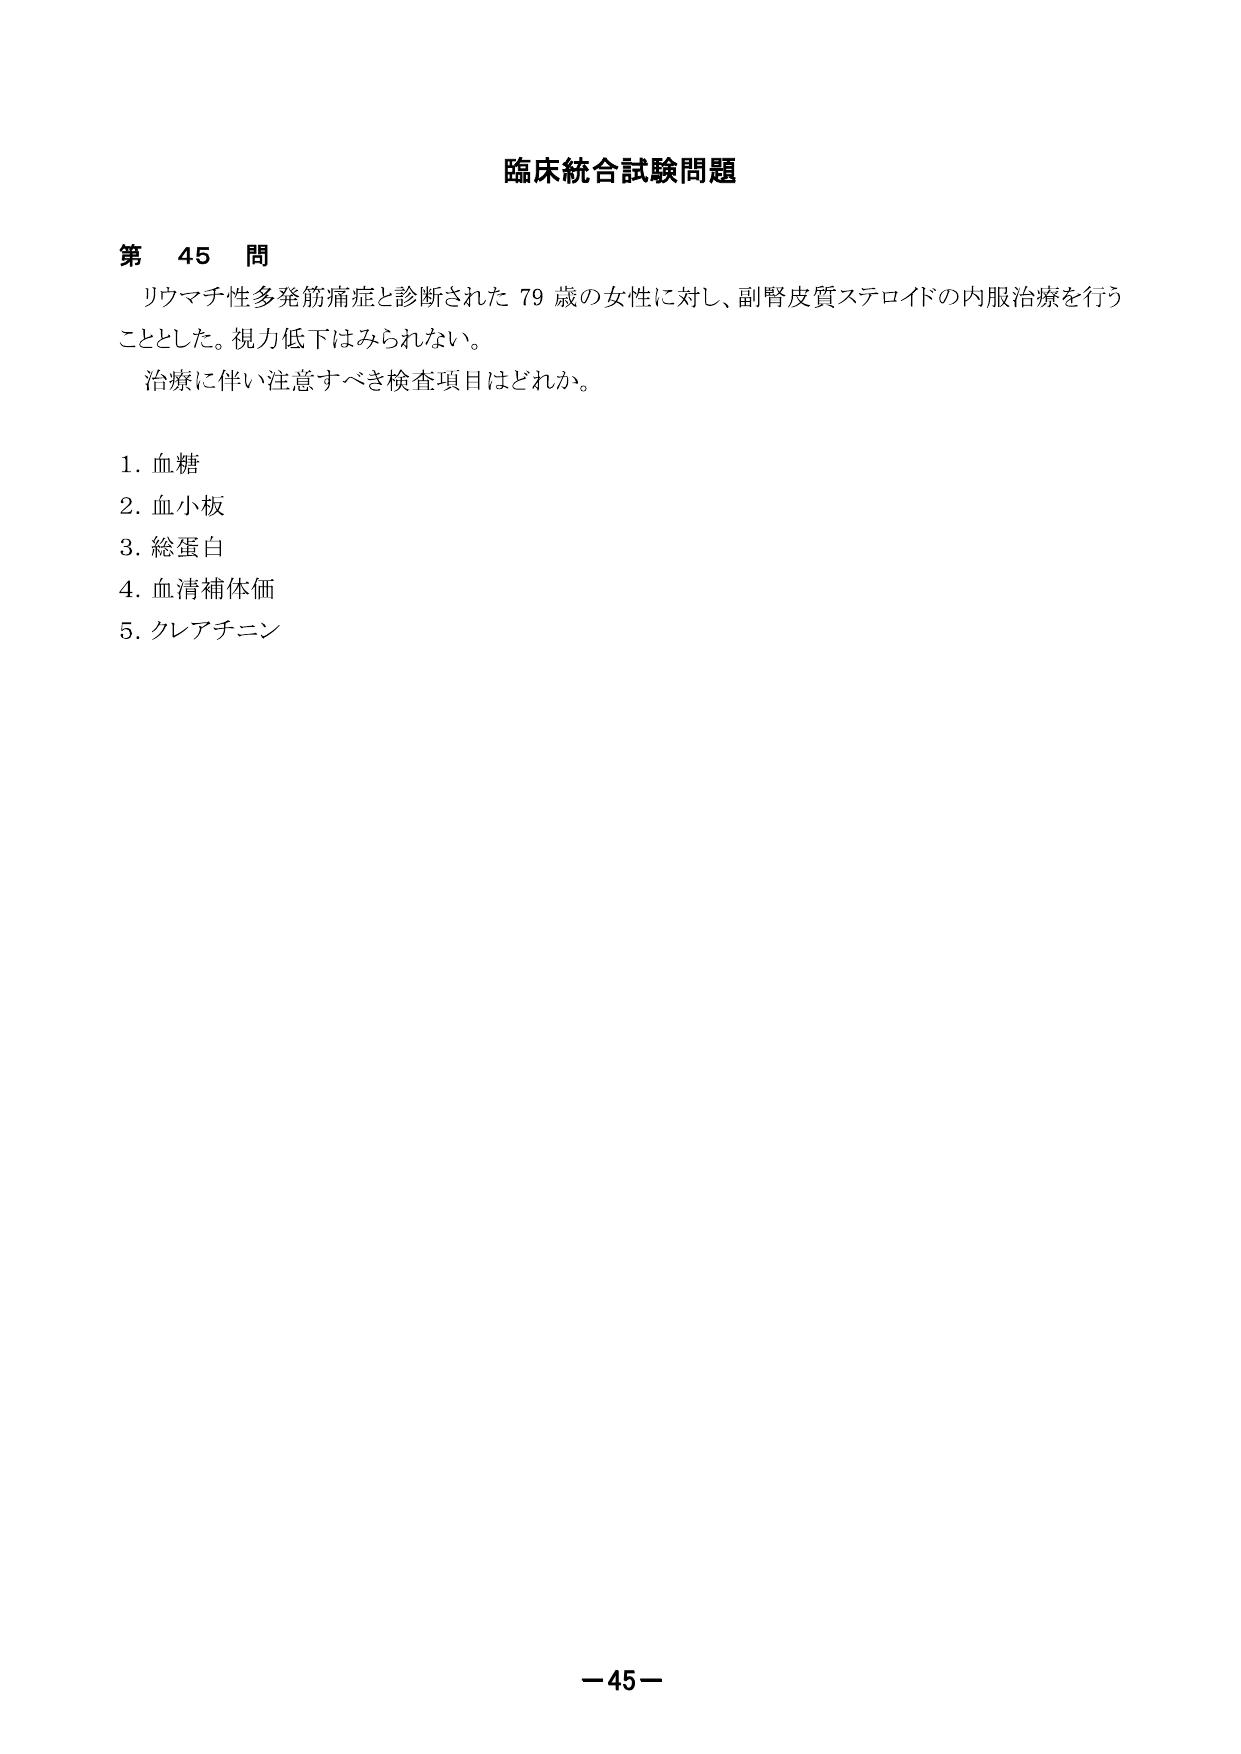 臨床統合試験問題
第 45 問
リウマチ性多発筋痛症と診断された 79 歳の女性に対し、副腎皮質ステロイドの内服治療を行う
こととした。視力低下はみられない。
治療に伴い注意すべき検査項目はどれか。
1. 血糖
2. 血小板
3. 総蛋白
4. 血清補体価
5. クレアチニン
－45－